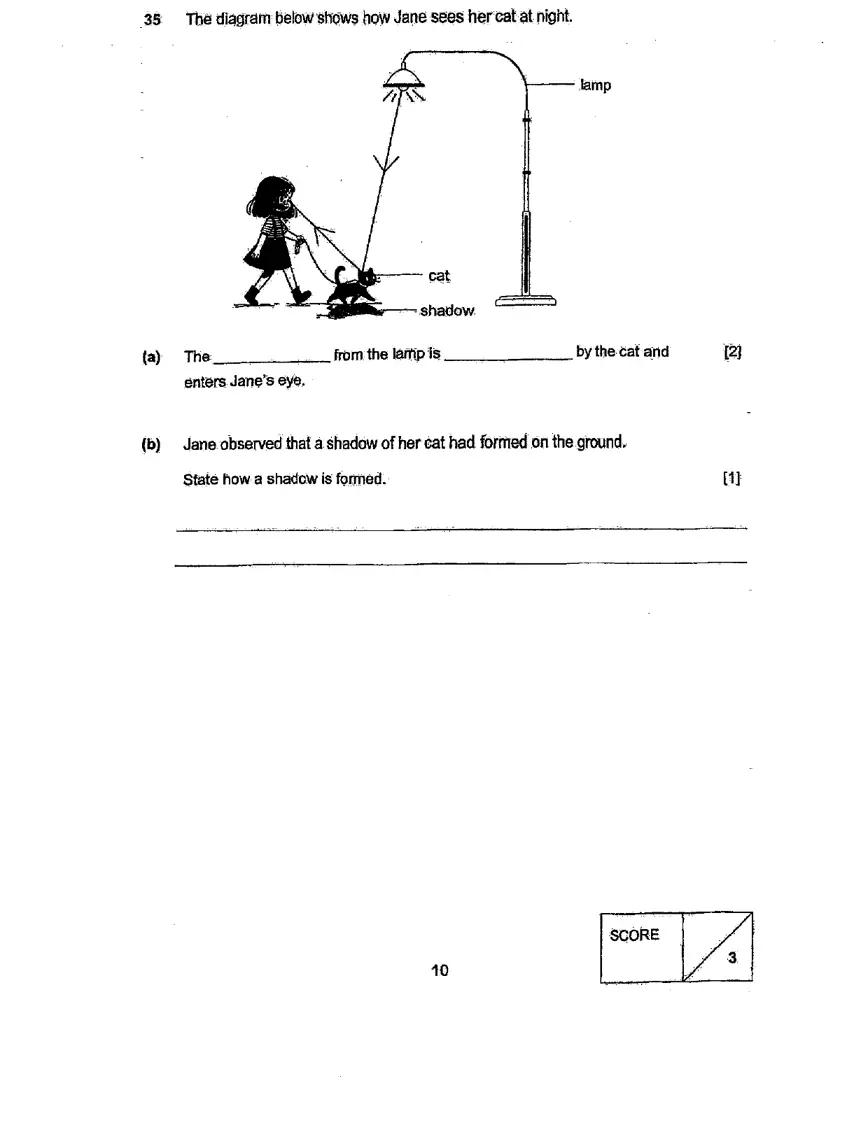 35 The diagram below shows how Jane sees her cat at night.
lamp
cat
shadow
(a) The ____________ from the lamp is _____________ by the cat and [2]
enters Jane's eye.
(b) Jane observed that a shadow of her cat had formed on the ground.
State how a shadow is formed. [1]
SCORE
3
10